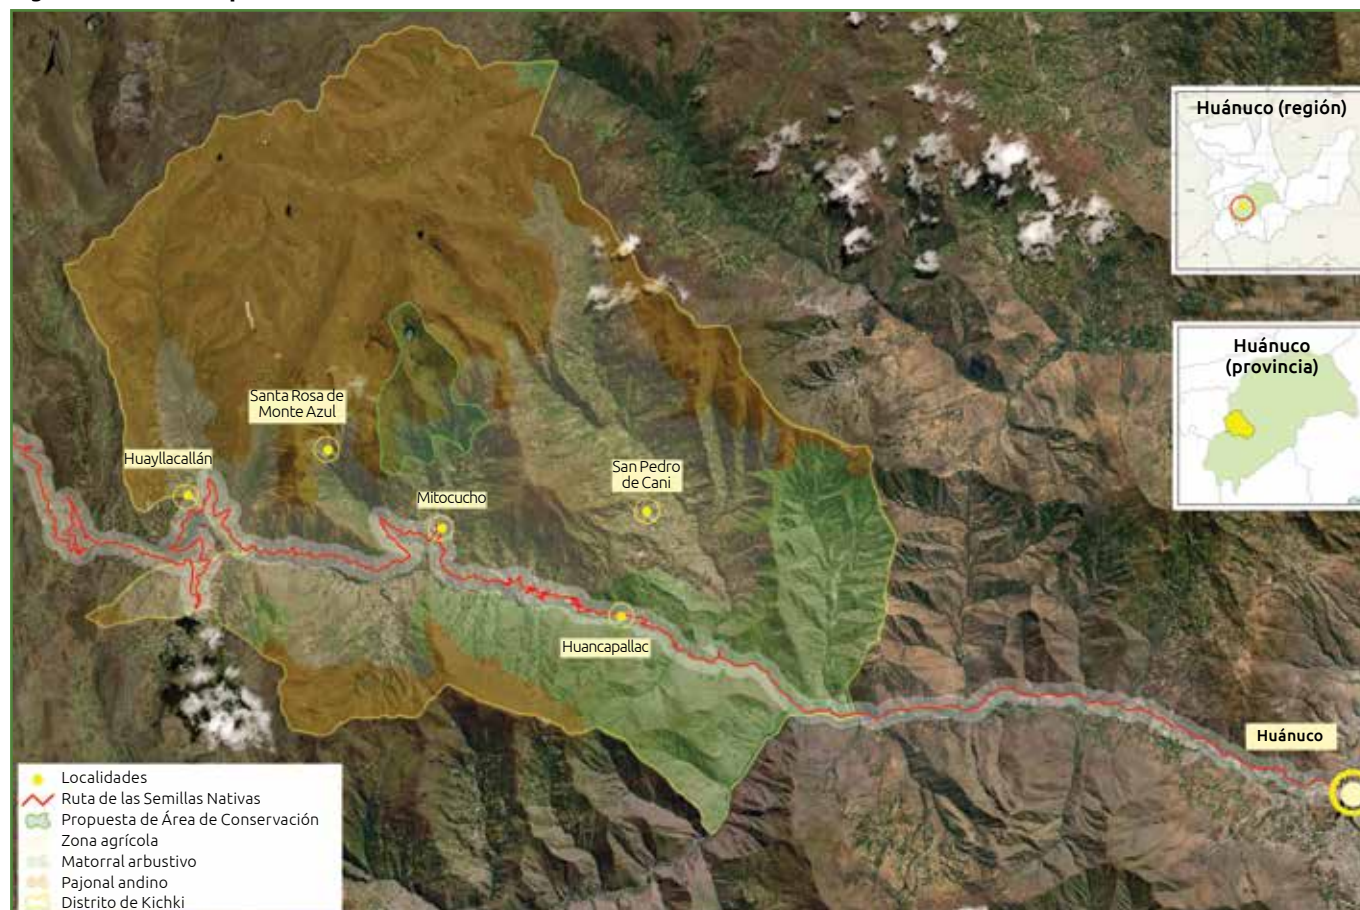 Huánuco (región)
Huánuco
(provincia)
Santa Rosa de
Monte Azul
Huayllacallán
Mitocucho
San Pedro
de Cani
Huancapallac
Huánuco
Localidades
Ruta de las Semillas Nativas
Propuesta de Área de Conservación
Zona agrícola
Matorral arbustivo
Pajonal andino
Distrito de Kichki